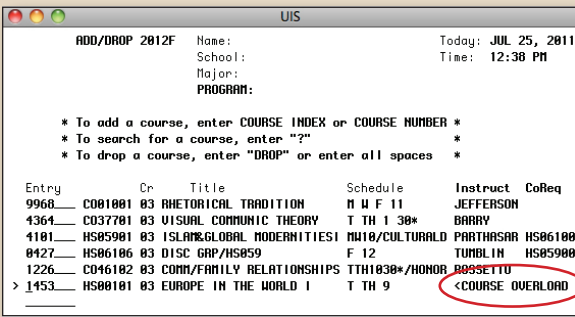 UIS
ADD/DROP 2012F Name: Today: JUL 25, 2011
School: Time: 12:38 PM
Major:
PROGRAM:
* To add a course, enter COURSE INDEX or COURSE NUMBER *
* To search for a course, enter "?" *
* To drop a course, enter "DROP" or enter all spaces *
Entry Cr Title Schedule Instruct CoReq
9968___ CO01001 03 RHETORICAL TRADITION M W F 11 JEFFERSON
4364___ CO37701 03 VISUAL COMMUNIC THEORY T TH 1 30* BARRY
4101___ HS05901 03 ISLAM&GLOBAL MODERNITIESI MW10/CULTURALD PARTHASAR HS06100
0427___ HS06106 03 DISC GRP/HS059 F 12 TUMBLIN HS05900
1226___ CO46102 03 COMM/FAMILY RELATIONSHIPS TTH1030*/HONOR ROSSETTO
> 1453___ HS00101 03 EUROPE IN THE WORLD I T TH 9 <COURSE OVERLOAD